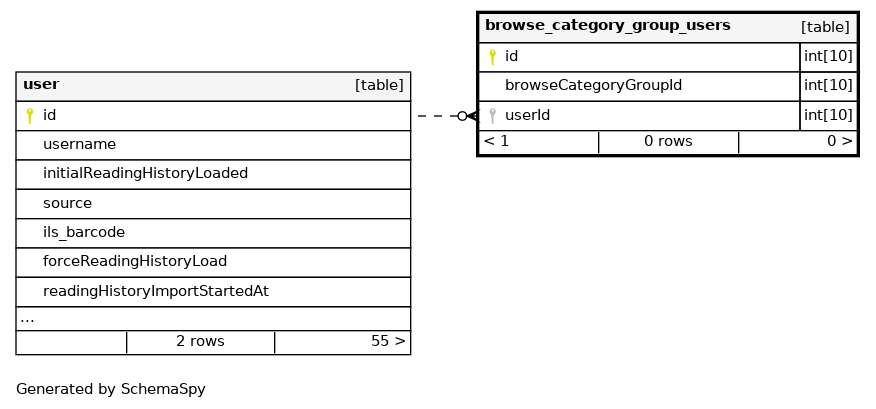 browse_category_group_users [table]
id int[10]
browseCategoryGroupId int[10]
userId int[10]
< 1 0 rows 0 >
user [table]
id
username
initialReadingHistoryLoaded
source
ils_barcode
forceReadingHistoryLoad
readingHistoryImportStartedAt
...
2 rows 55 >
Generated by SchemaSpy